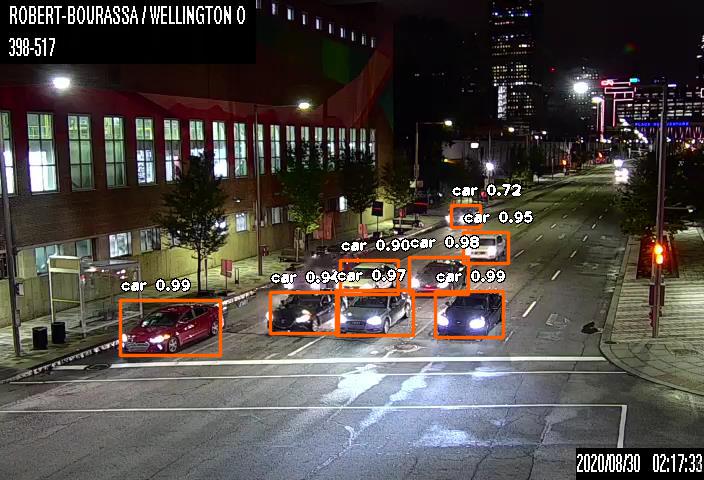 ROBERT-BOURASSA / WELLINGTON O
398-517
car 0.72
car 0.95
car 0.90
car 0.98
car 0.99
car 0.94
car 0.97
car 0.99
2020/08/30 02:17:33